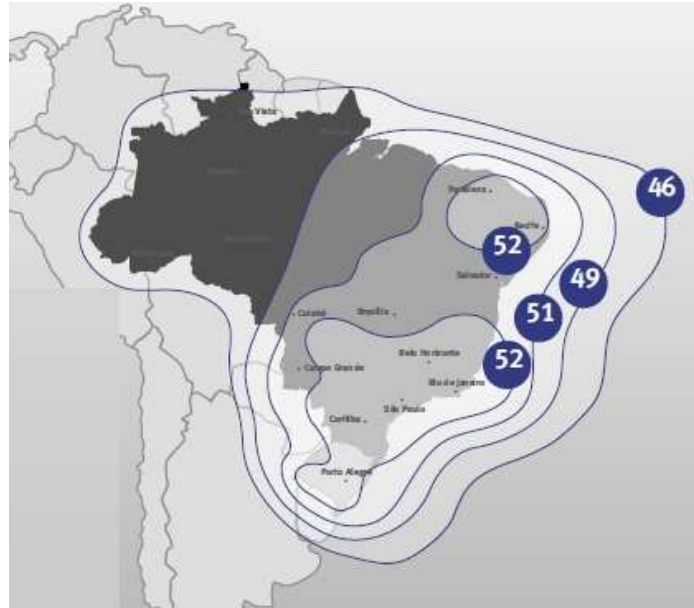 Boa Vista
46
Recife
52
Salvador
49
51
Cuiabá
Brasília
Belo Horizonte
52
Campo Grande
Rio de Janeiro
São Paulo
Curitiba
Porto Alegre